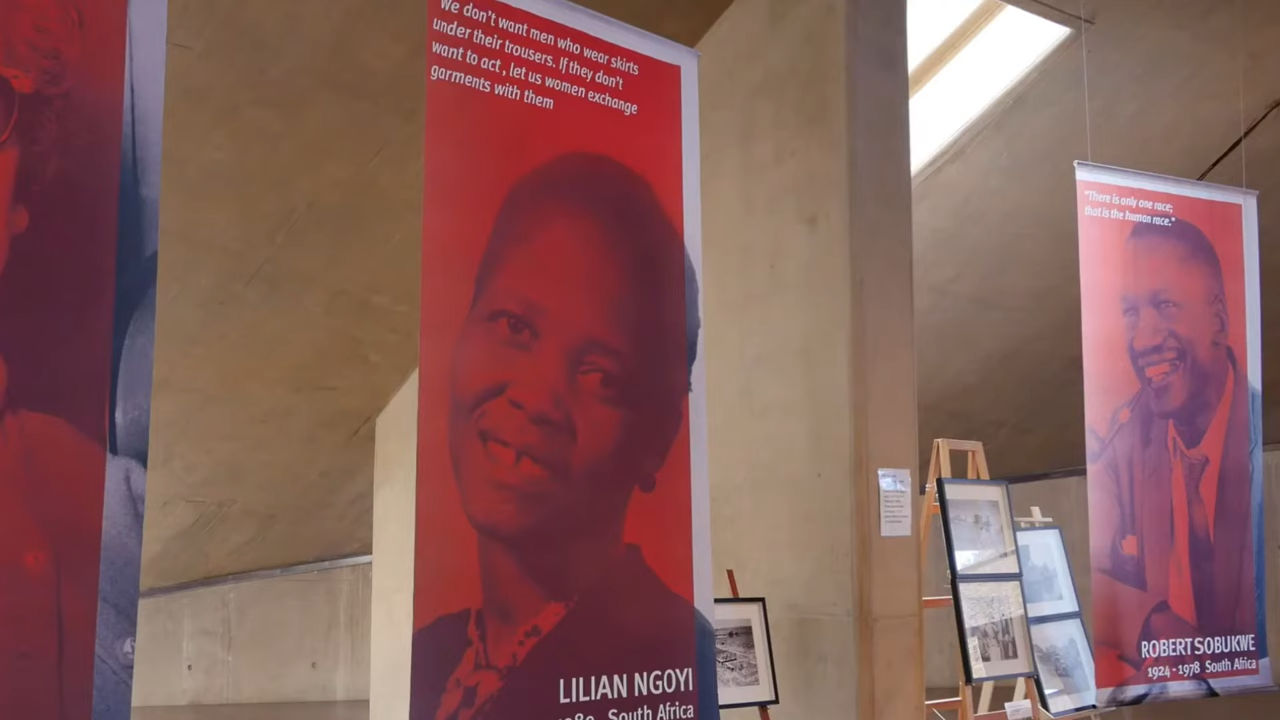 We don't want men who wear skirts
under their trousers. If they don't
want to act, let us women exchange
garments with them
LILIAN NGOYI
1980 South Africa
"There is only one race;
that is the human race."
ROBERT SOBUKWE
1924 - 1978 South Africa